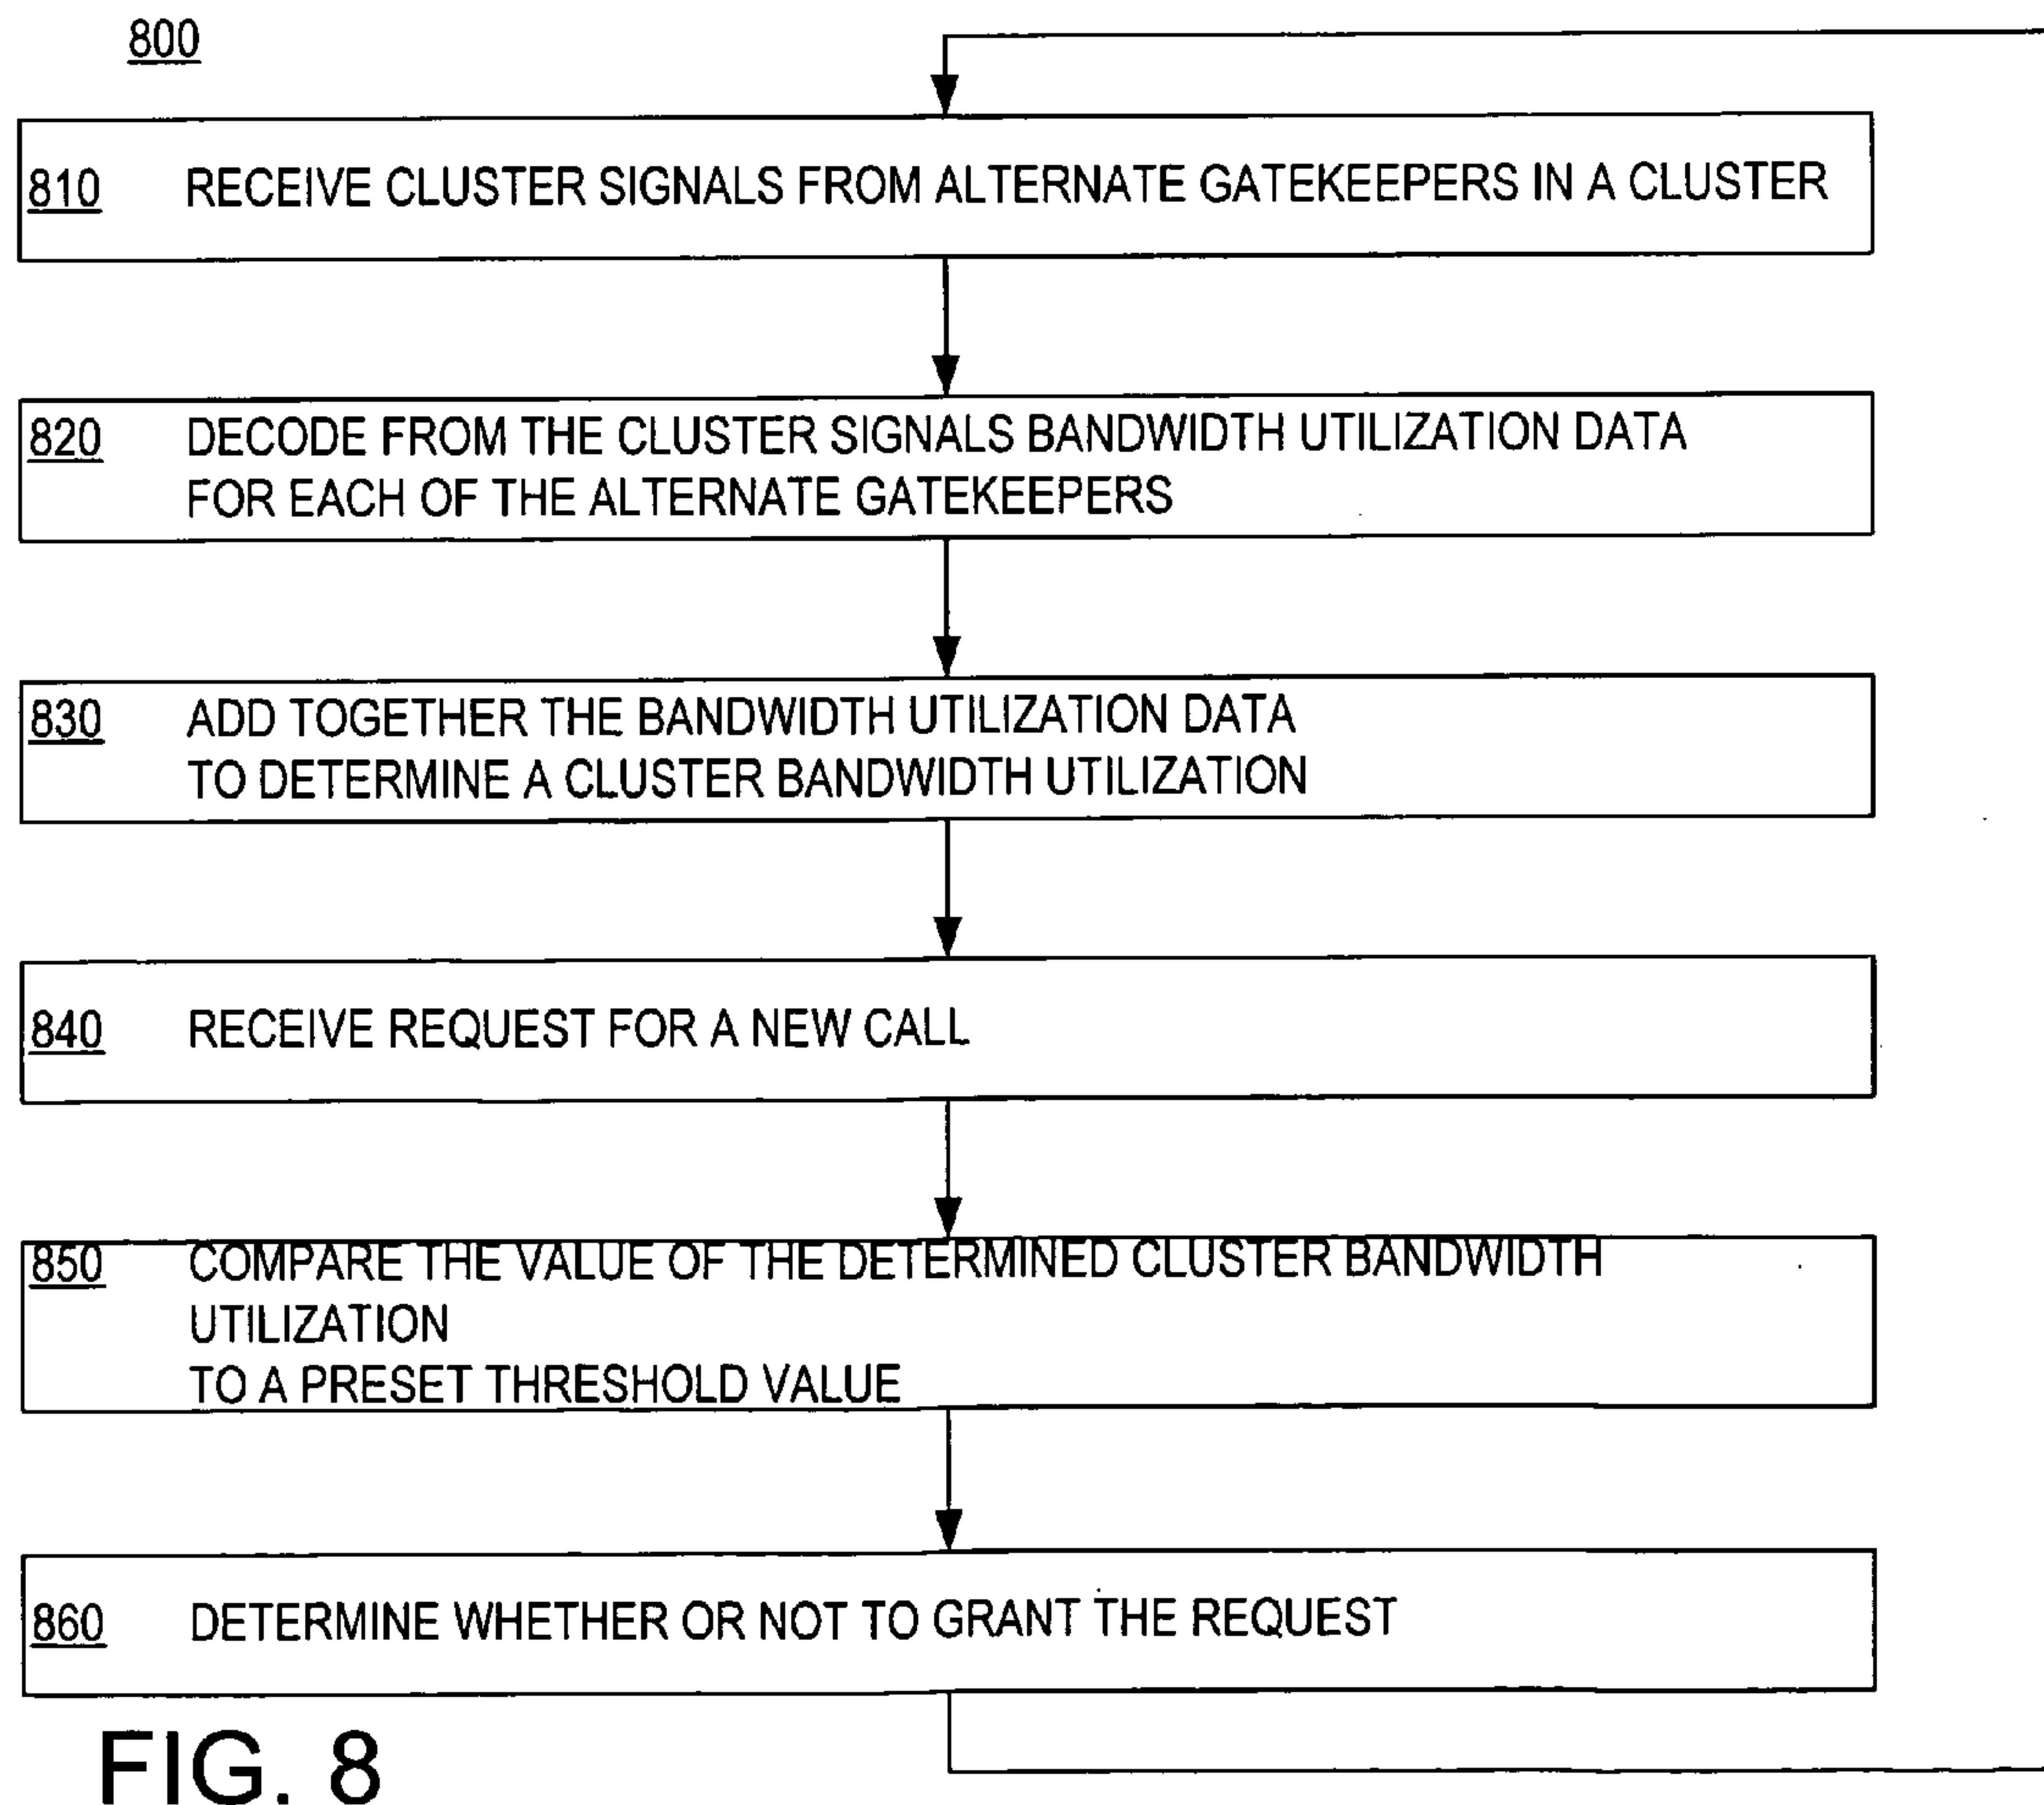 800
810 RECEIVE CLUSTER SIGNALS FROM ALTERNATE GATEKEEPERS IN A CLUSTER
820 DECODE FROM THE CLUSTER SIGNALS BANDWIDTH UTILIZATION DATA
FOR EACH OF THE ALTERNATE GATEKEEPERS
830 ADD TOGETHER THE BANDWIDTH UTILIZATION DATA
TO DETERMINE A CLUSTER BANDWIDTH UTILIZATION
840 RECEIVE REQUEST FOR A NEW CALL
850 COMPARE THE VALUE OF THE DETERMINED CLUSTER BANDWIDTH
UTILIZATION
TO A PRESET THRESHOLD VALUE
860 DETERMINE WHETHER OR NOT TO GRANT THE REQUEST
FIG. 8